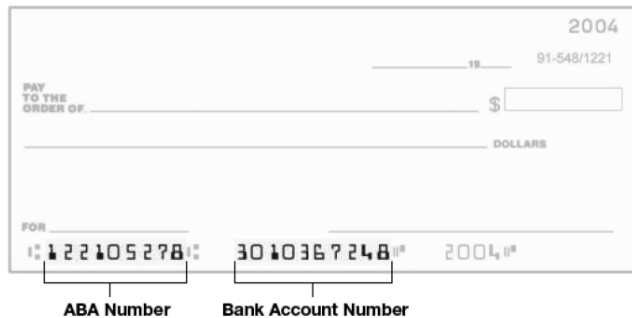 2004
19 91-548/1221
PAY
TO THE
ORDER OF
$
DOLLARS
FOR
⑆122105278⑆ 3010367248⑈ 2004⑈
ABA Number Bank Account Number